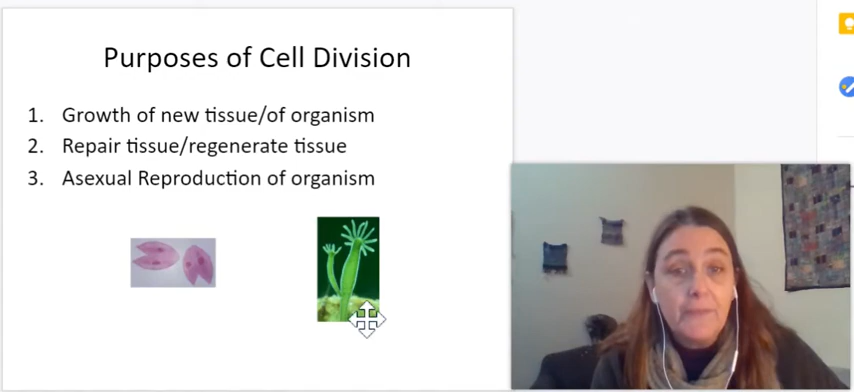 Purposes of Cell Division
1. Growth of new tissue/of organism
2. Repair tissue/regenerate tissue
3. Asexual Reproduction of organism